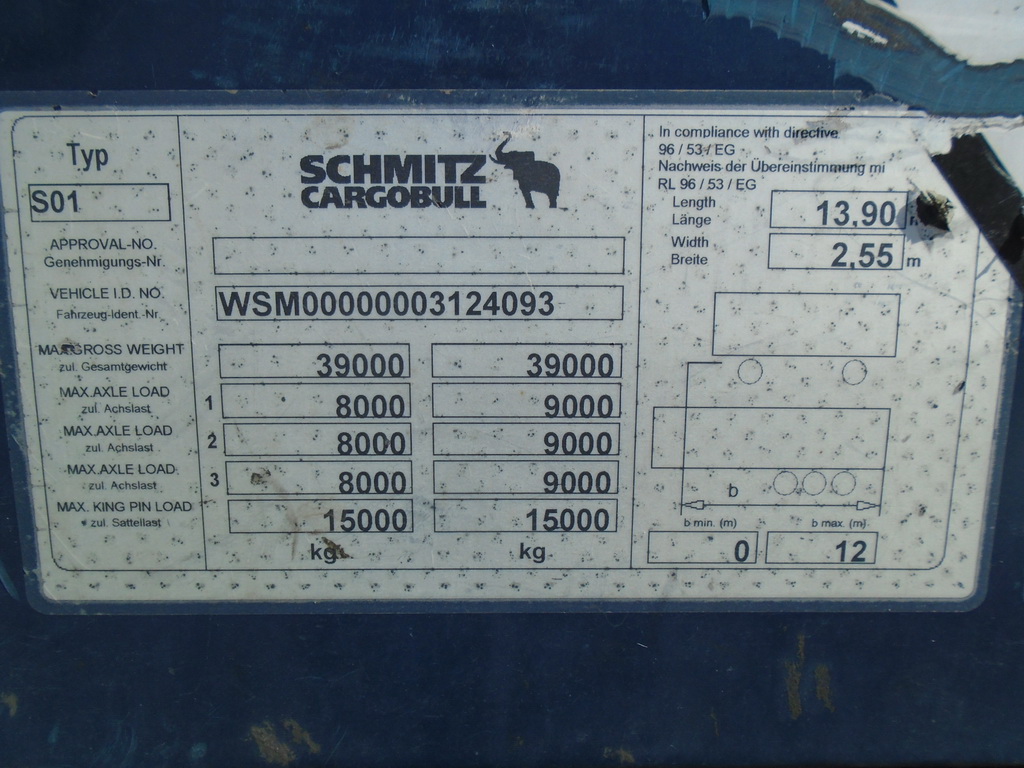 Typ
S01
SCHMITZ
CARGOBULL
APPROVAL-NO.
Genehmigungs-Nr.
VEHICLE I.D. NO.
Fahrzeug-Ident.-Nr.
WSM00000003124093
MAX.GROSS WEIGHT
zul. Gesamtgewicht
39000 39000
MAX.AXLE LOAD
zul. Achslast
1 8000 9000
MAX.AXLE LOAD
zul. Achslast
2 8000 9000
MAX.AXLE LOAD
zul. Achslast
3 8000 9000
MAX. KING PIN LOAD
zul. Sattellast
15000 15000
kg kg
In compliance with directive
96 / 53 / EG
Nachweis der Übereinstimmung mi
RL 96 / 53 / EG
Length
Länge
13,90
Width
Breite
2,55 m
b
b min. (m) b max. (m)
0 12